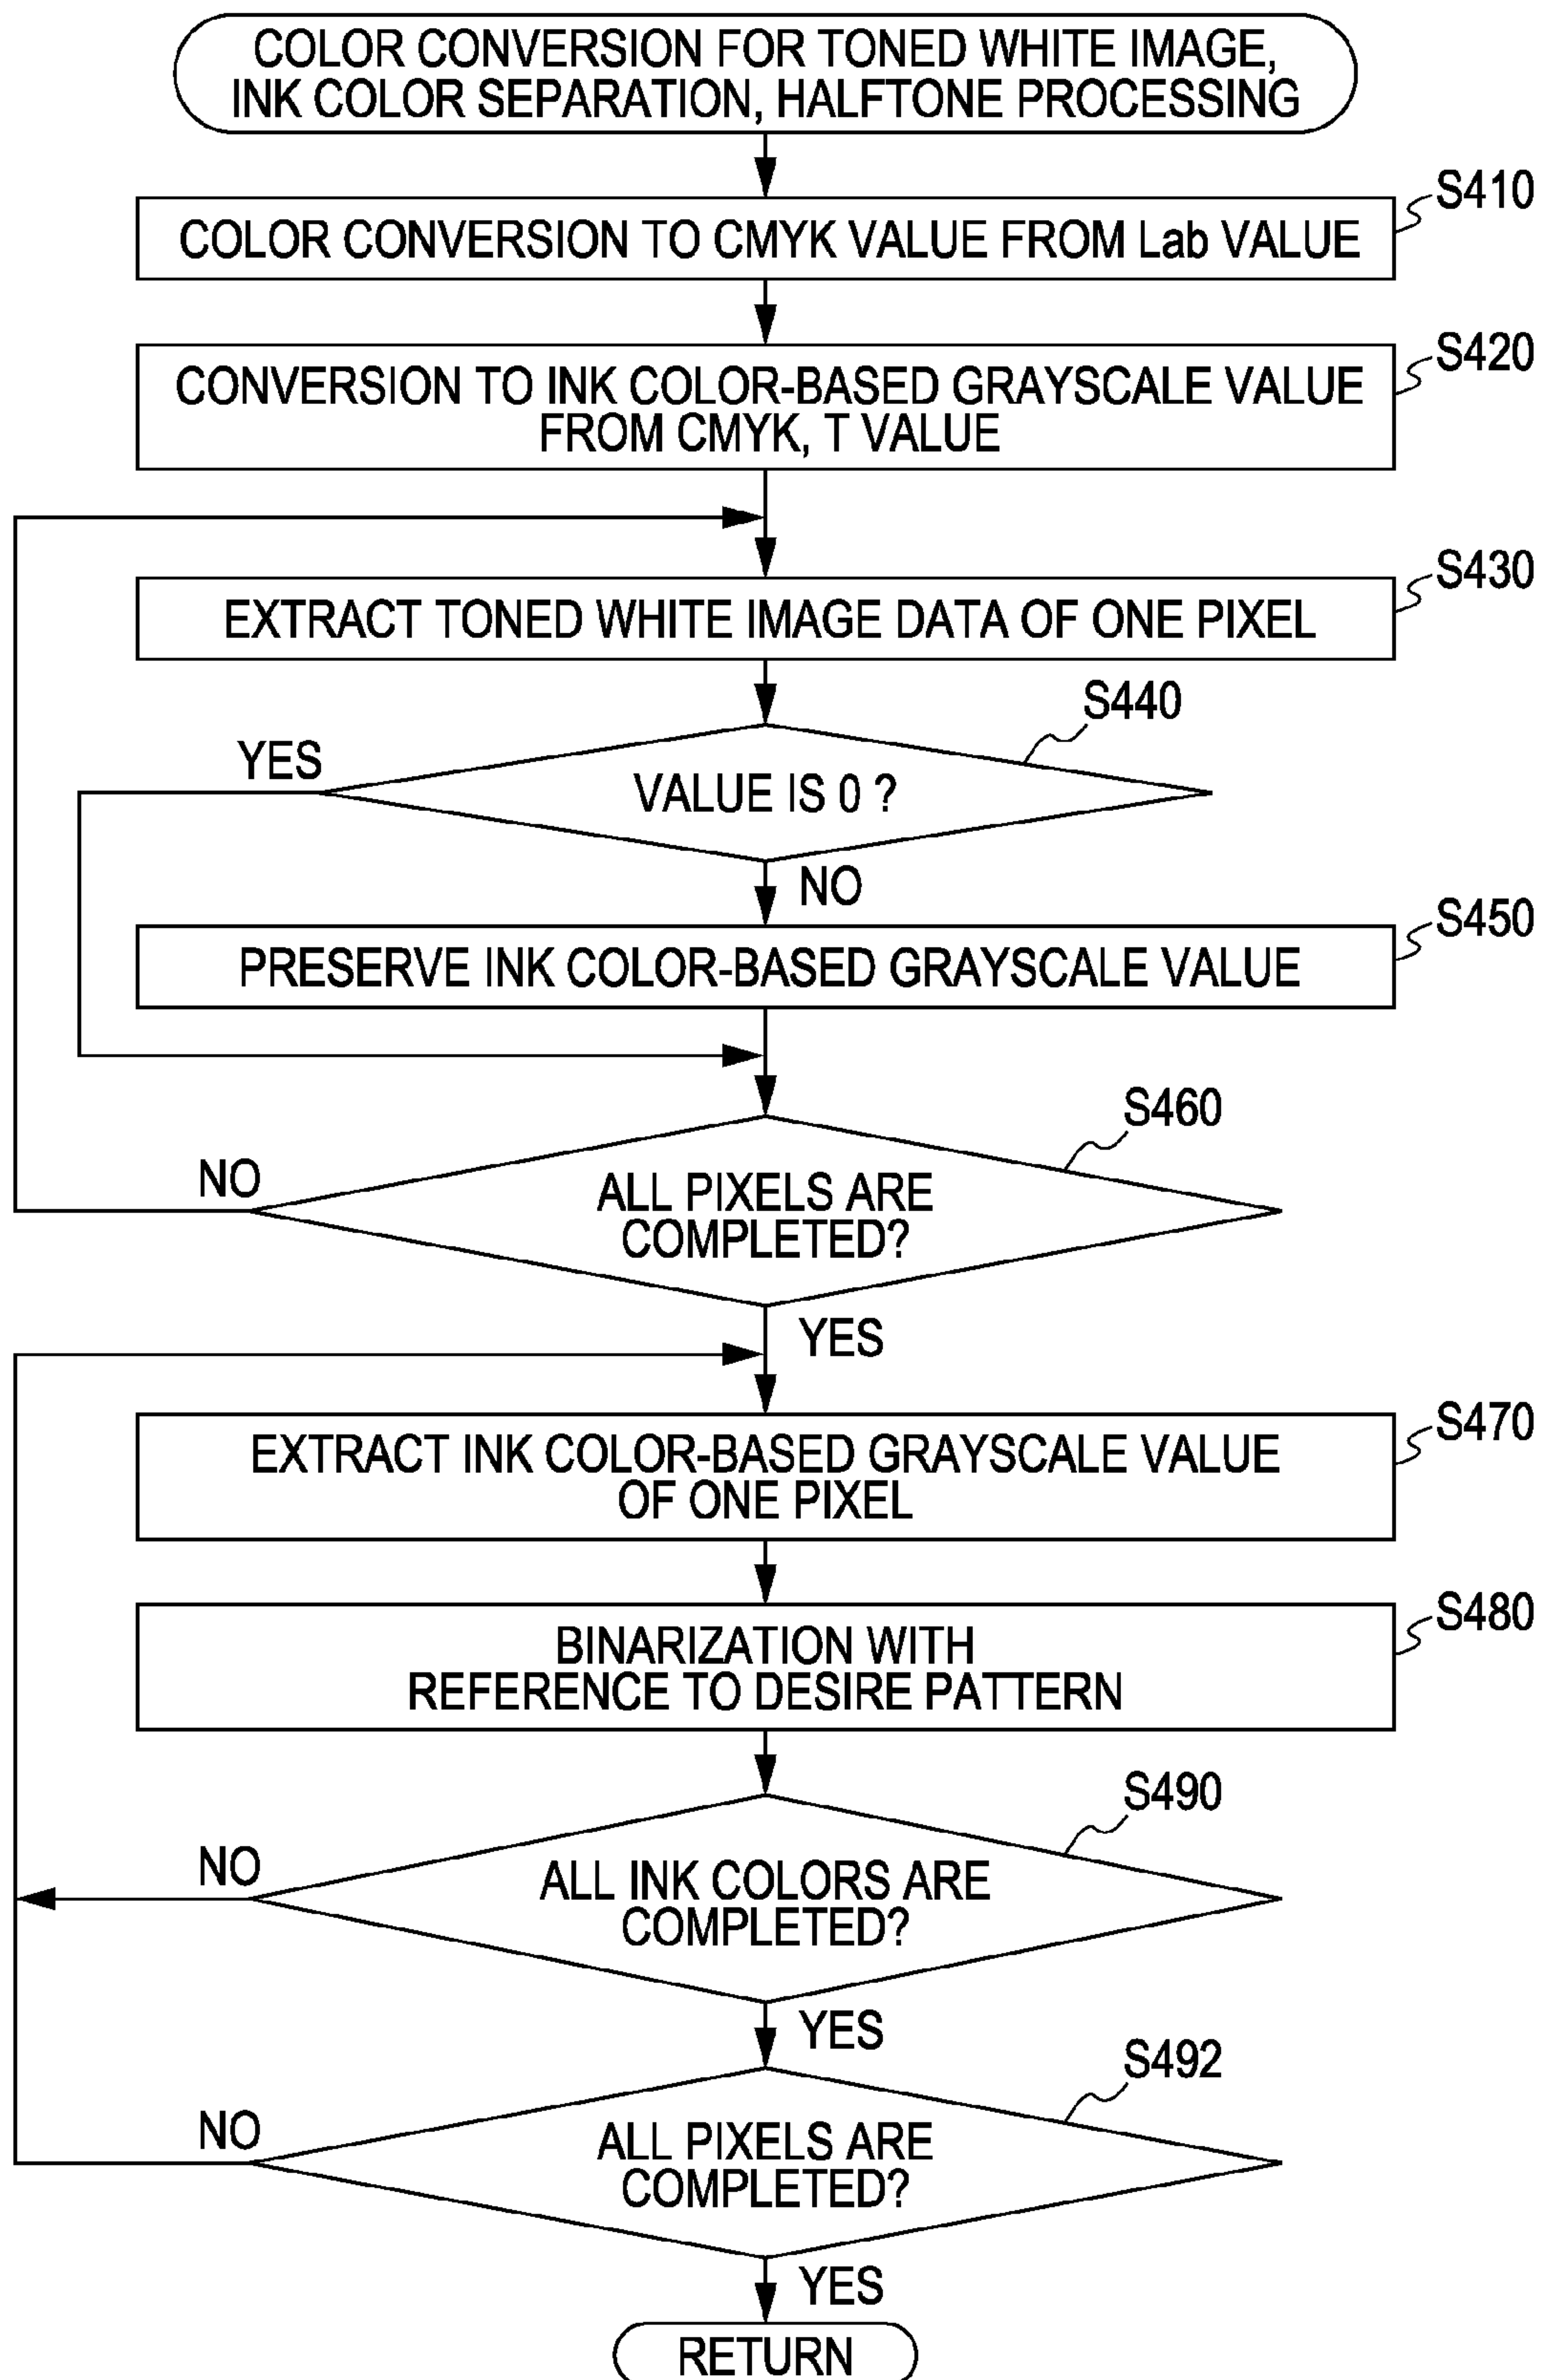 COLOR CONVERSION FOR TONED WHITE IMAGE,
INK COLOR SEPARATION, HALFTONE PROCESSING
S410
COLOR CONVERSION TO CMYK VALUE FROM Lab VALUE
S420
CONVERSION TO INK COLOR-BASED GRAYSCALE VALUE
FROM CMYK, T VALUE
S430
EXTRACT TONED WHITE IMAGE DATA OF ONE PIXEL
S440
YES
VALUE IS 0 ?
NO
S450
PRESERVE INK COLOR-BASED GRAYSCALE VALUE
S460
NO
ALL PIXELS ARE
COMPLETED?
YES
S470
EXTRACT INK COLOR-BASED GRAYSCALE VALUE
OF ONE PIXEL
S480
BINARIZATION WITH
REFERENCE TO DESIRE PATTERN
S490
NO
ALL INK COLORS ARE
COMPLETED?
YES
S492
NO
ALL PIXELS ARE
COMPLETED?
YES
RETURN